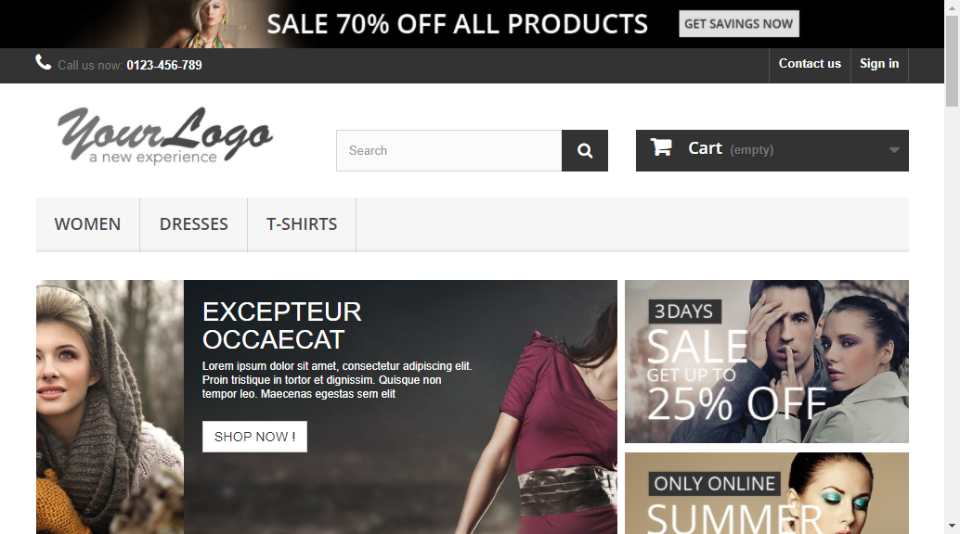 SALE 70% OFF ALL PRODUCTS
GET SAVINGS NOW
Call us now: 0123-456-789
Contact us
Sign in
YourLogo
a new experience
Search
Cart (empty)
WOMEN
DRESSES
T-SHIRTS
EXCEPTEUR
OCCAECAT
Lorem ipsum dolor sit amet, consectetur adipiscing elit.
Proin tristique in tortor et dignissim. Quisque non
tempor leo. Maecenas egestas sem elit
SHOP NOW !
3 DAYS
SALE
GET UP TO
25% OFF
ONLY ONLINE
SUMMER